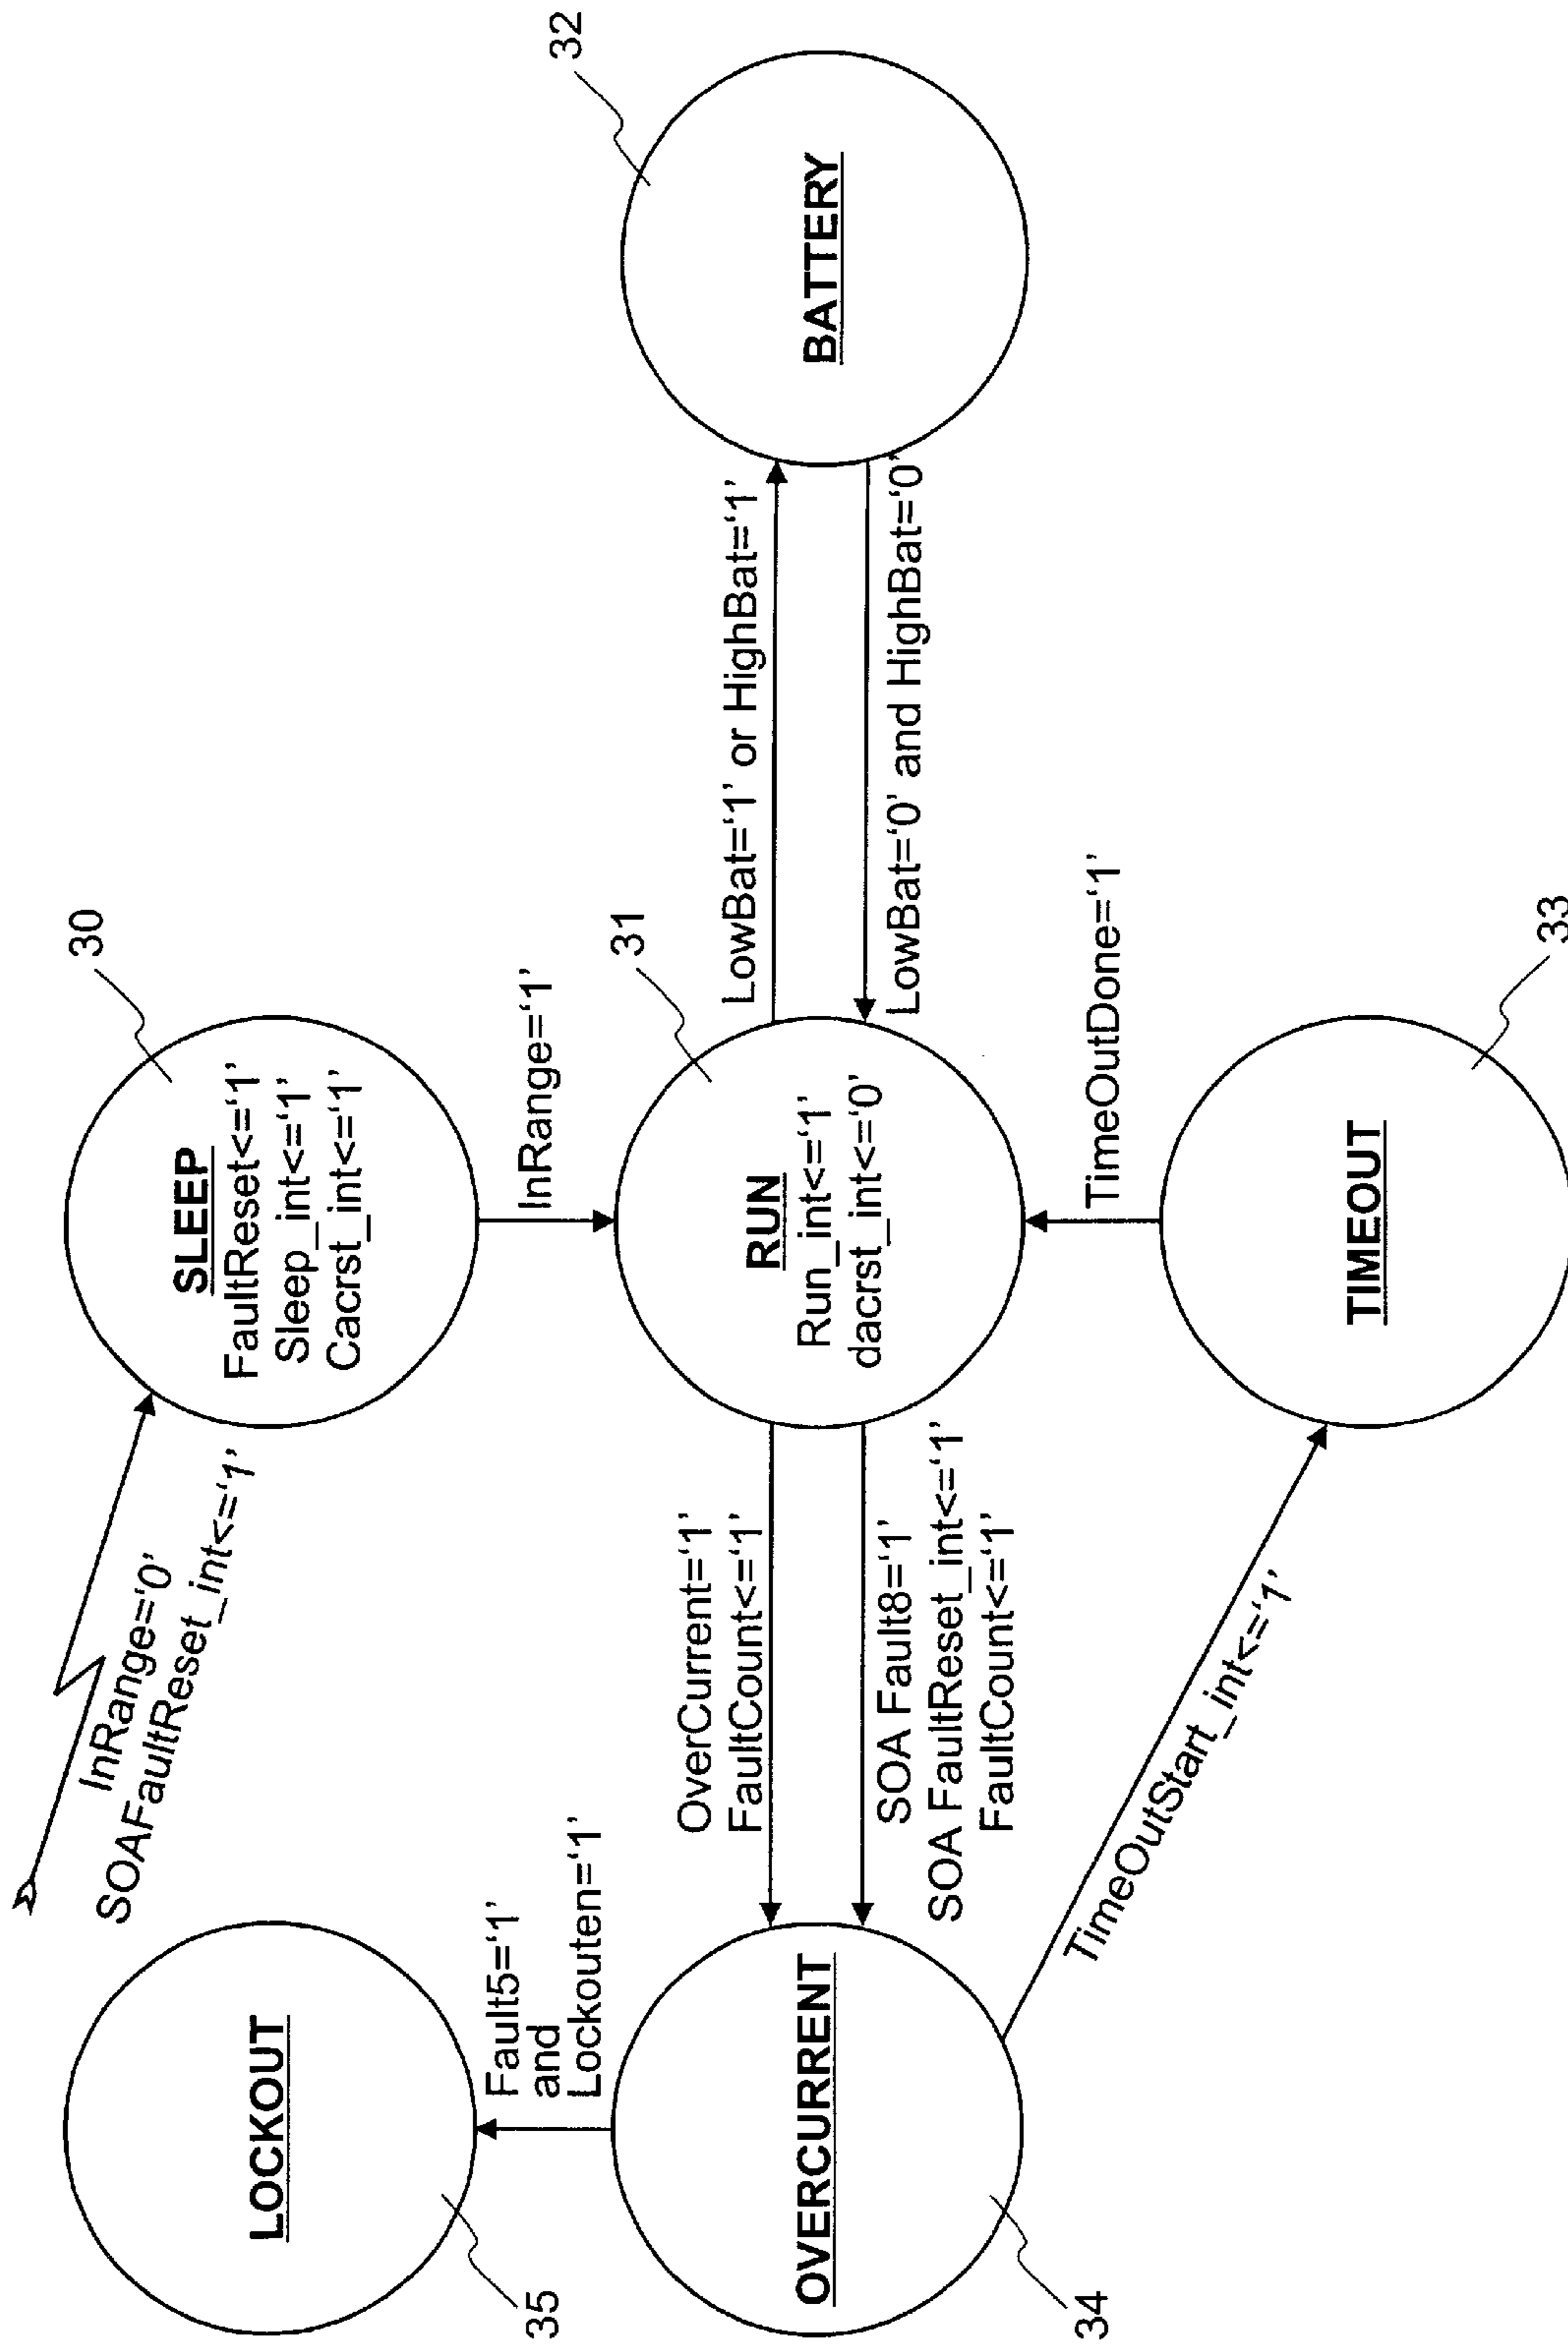 InRange='0'
SOAFaultReset_int<='1'
30
SLEEP
FaultReset<='1'
Sleep_int<='1'
Cacrst_int<='1'
35
LOCKOUT
Fault5='1'
and
Lockouten='1'
InRange='1'
34
OVERCURRENT
OverCurrent='1'
FaultCount<='1'
SOA Fault8='1'
SOA FaultReset_int<='1'
FaultCount<='1'
31
RUN
Run_int<='1'
dacrst_int<='0'
LowBat='1' or HighBat='1'
LowBat='0' and HighBat='0'
32
BATTERY
TimeOutStart_int<='1'
TimeOutDone='1'
TIMEOUT
33